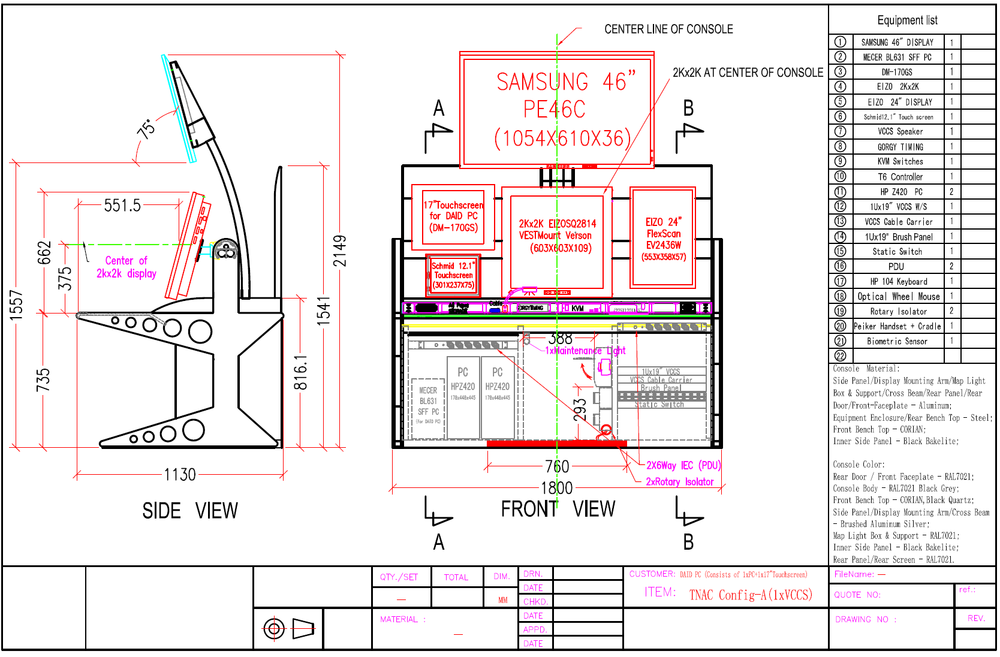 CENTER LINE OF CONSOLE
2Kx2K AT CENTER OF CONSOLE
SAMSUNG 46”
PE46C
(1054X610X36)
A
B
75°
551.5
662
375
1557
735
Center of
2kx2k display
2149
1541
816.1
1130
SIDE VIEW
17"Touchscreen
for DAID PC
(DM-170GS)
2Kx2K EIZOSQ2814
VESTMount Verson
(603X603X109)
EIZO 24"
FlexScan
EV2436W
(553X358X57)
Schmid 12.1"
Touchscreen
(301X237X75)
Cable
GORGYTIMING
KVM
388
1xMaintenance Light
PC
HPZ420
178x448x445
PC
HPZ420
178x448x445
MECER
BL631
SFF PC
(for DAID PC)
1Ux19″ VCCS
VCCS Cable Carrier
Brush Panel
Static Switch
293
760
1800
2X6Way IEC (PDU)
2xRotary Isolator
FRONT VIEW
A
B
Equipment list
1 SAMSUNG 46″ DISPLAY 1
2 MECER BL631 SFF PC 1
3 DM-170GS 1
4 EIZO 2Kx2K 1
5 EIZO 24″ DISPLAY 1
6 Schmid12.1″ Touch screen 1
7 VCCS Speaker 1
8 GORGY TIMING 1
9 KVM Switches 1
10 T6 Controller 1
11 HP Z420 PC 2
12 1Ux19″ VCCS W/S 1
13 VCCS Cable Carrier 1
14 1Ux19" Brush Panel 1
15 Static Switch 1
16 PDU 2
17 HP 104 Keyboard 1
18 Optical Wheel Mouse 1
19 Rotary Isolator 2
20 Peiker Handset + Cradle 1
21 Biometric Sensor 1
22
Console Material:
Side Panel/Display Mounting Arm/Map Light
Box & Support/Cross Beam/Rear Panel/Rear
Door/Front-Faceplate - Aluminum;
Equipment Enclosure/Rear Bench Top - Steel;
Front Bench Top - CORIAN;
Inner Side Panel - Black Bakelite;
Console Color:
Rear Door / Front Faceplate - RAL7021;
Console Body - RAL7021 Black Grey;
Front Bench Top - CORIAN,Black Quartz;
Side Panel/Display Mounting Arm/Cross Beam
- Brushed Aluminum Silver;
Map Light Box & Support - RAL7021;
Inner Side Panel - Black Bakelite;
Rear Panel/Rear Screen - RAL7021.
QTY./SET
—
TOTAL
DIM.
MM
MATERIAL :
—
DRN.
DATE
CHKD.
DATE
APPD.
DATE
CUSTOMER: DAID PC (Consists of 1xPC+1x17″Touchscreen)
ITEM: TNAC Config-A(1xVCCS)
FileName: —
QUOTE NO:
ref.:
DRAWING NO :
REV.